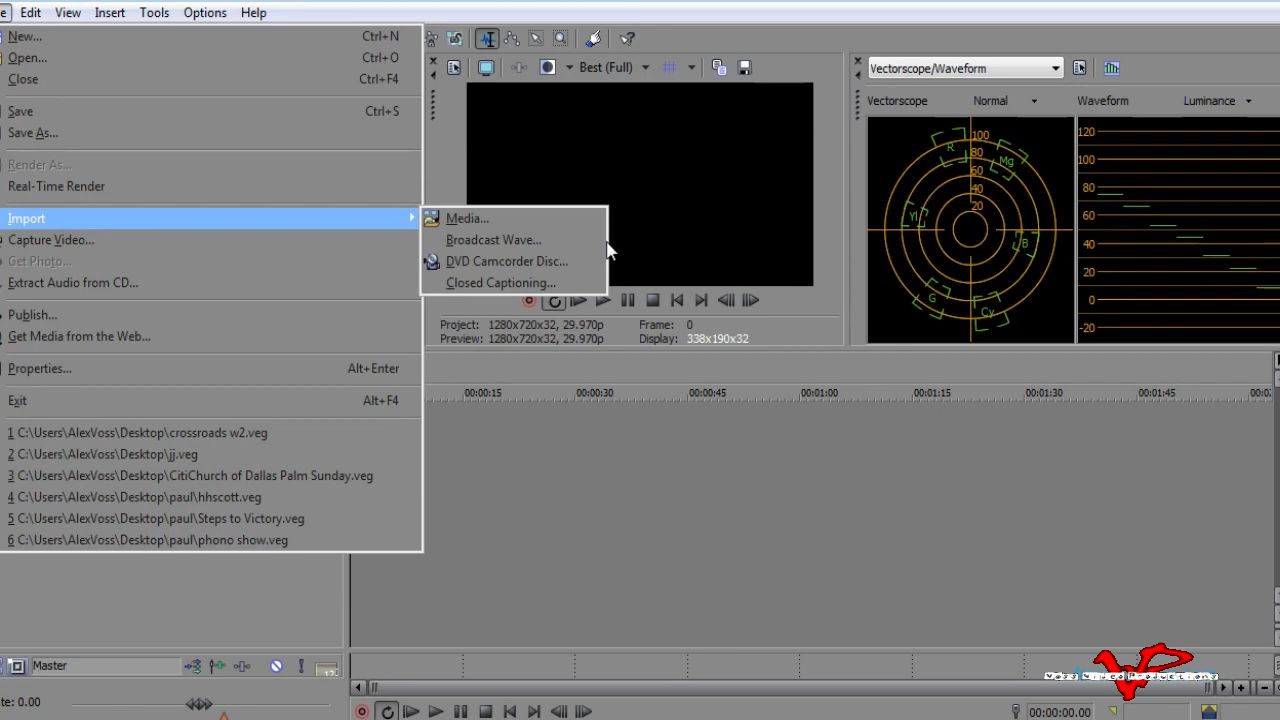 Edit View Insert Tools Options Help
New... Ctrl+N
Open... Ctrl+O
Close Ctrl+F4
Save Ctrl+S
Save As...
Render As...
Real-Time Render
Import
Capture Video...
Get Photo...
Extract Audio from CD...
Publish...
Get Media from the Web...
Properties... Alt+Enter
Exit Alt+F4
1 C:\Users\AlexVoss\Desktop\crossroads w2.veg
2 C:\Users\AlexVoss\Desktop\jj.veg
3 C:\Users\AlexVoss\Desktop\CitiChurch of Dallas Palm Sunday.veg
4 C:\Users\AlexVoss\Desktop\paul\hhscott.veg
5 C:\Users\AlexVoss\Desktop\paul\Steps to Victory.veg
6 C:\Users\AlexVoss\Desktop\paul\phono show.veg
Media...
Broadcast Wave...
DVD Camcorder Disc...
Closed Captioning...
Best (Full)
Project: 1280x720x32, 29.970p Frame: 0
Preview: 1280x720x32, 29.970p Display: 338x190x32
Vectorscope/Waveform
Vectorscope Normal Waveform Luminance
100
80
60
40
20
R
Mg
Yl
B
G
Cy
120
100
80
60
40
20
0
-20
00:00:15 00:00:30 00:00:45 00:01:00 00:01:15 00:01:30 00:01:45
Master
te: 0.00
Voss Video Productions
00:00:00.00